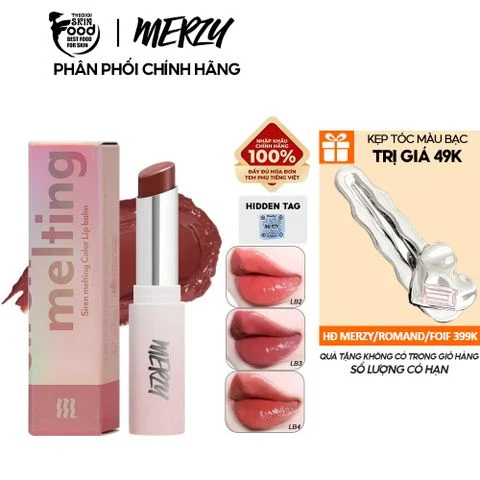 THEGIOI
SKIN
Food
BEST FOOD
FOR SKIN
MERZY
PHÂN PHỐI CHÍNH HÃNG
melting
Siren melting Color Lip balm
MERZY
NHẬP KHẨU
CHÍNH HÃNG
100%
ĐẦY ĐỦ HÓA ĐƠN
TEM PHỤ TIẾNG VIỆT
HIDDEN TAG
MERZY
LB2
LB3
LB4
KẸP TÓC MÀU BẠC
TRỊ GIÁ 49K
HĐ MERZY/ROMAND/FOIF 399K
QUÀ TẶNG KHÔNG CÓ TRONG GIỎ HÀNG
SỐ LƯỢNG CÓ HẠN